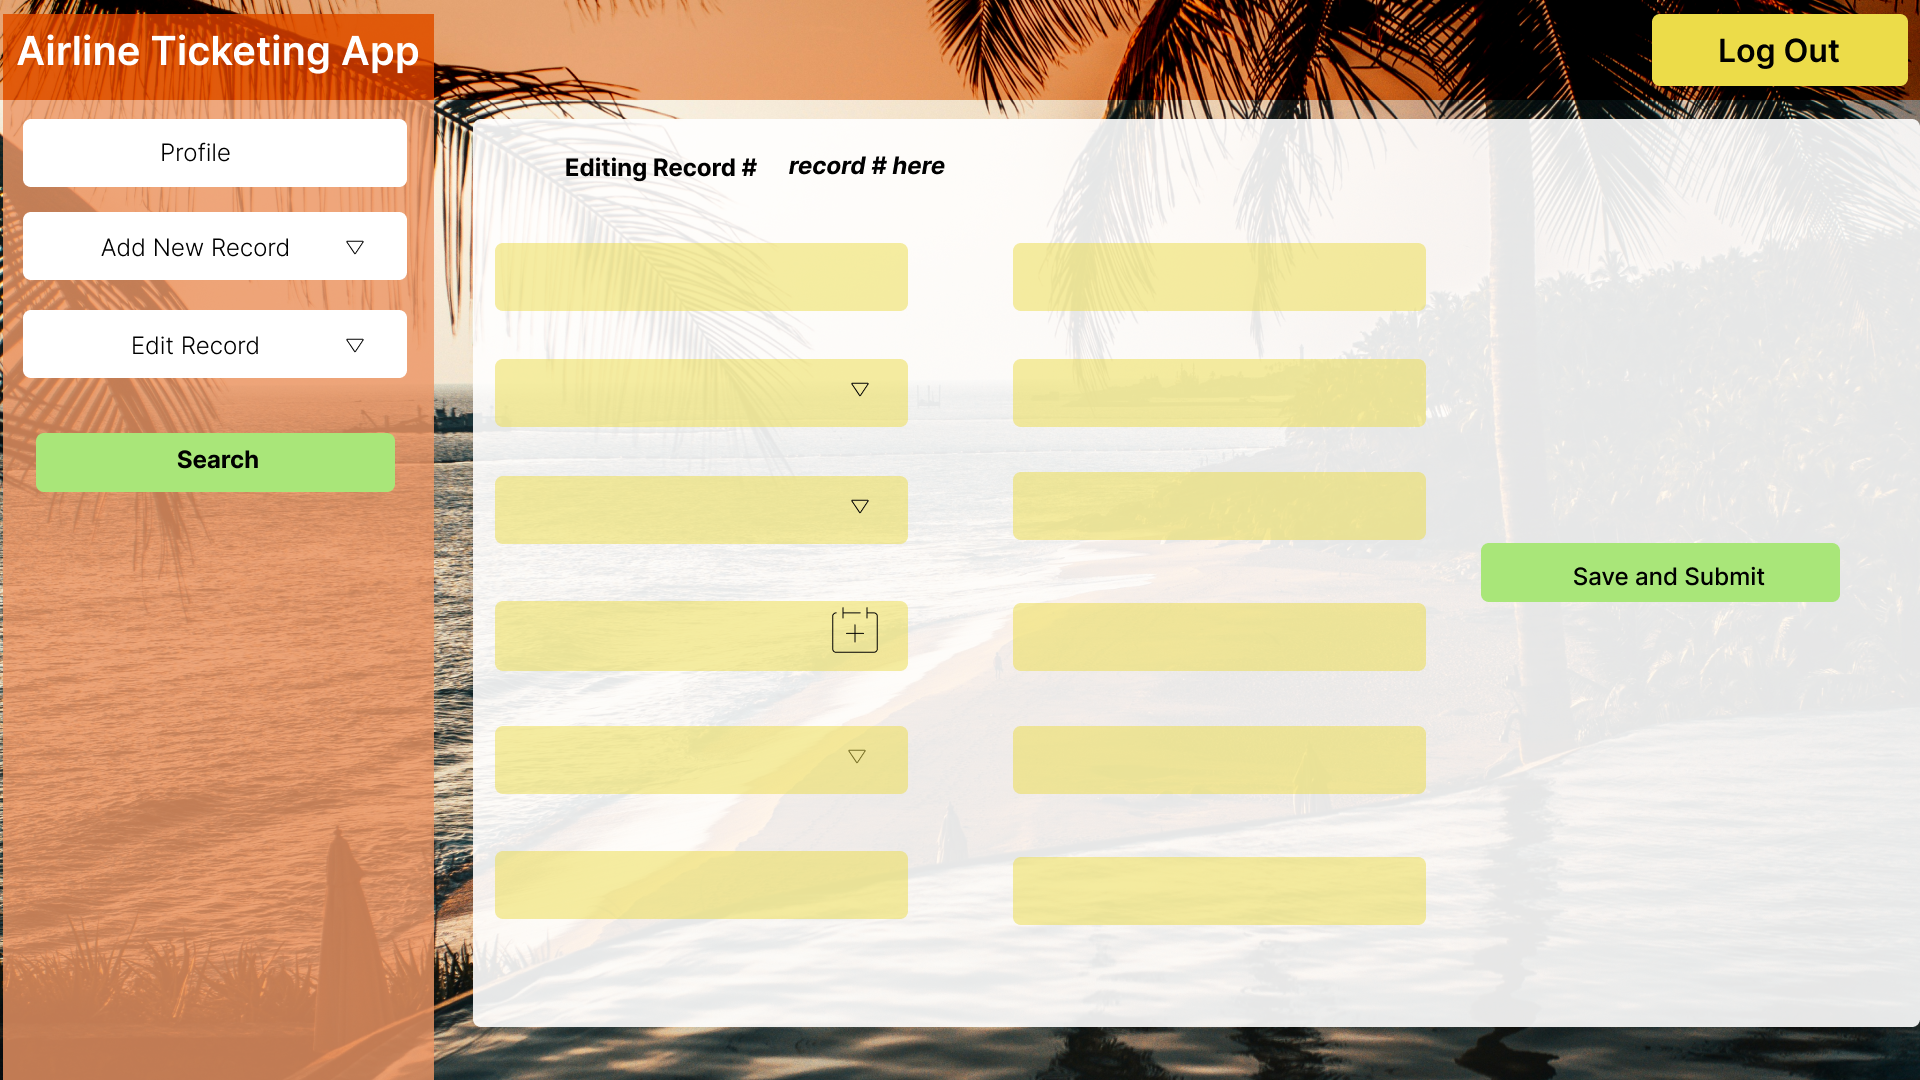 Airline Ticketing App
Log Out
Profile
Add New Record
Edit Record
Search
Editing Record # record # here
Save and Submit